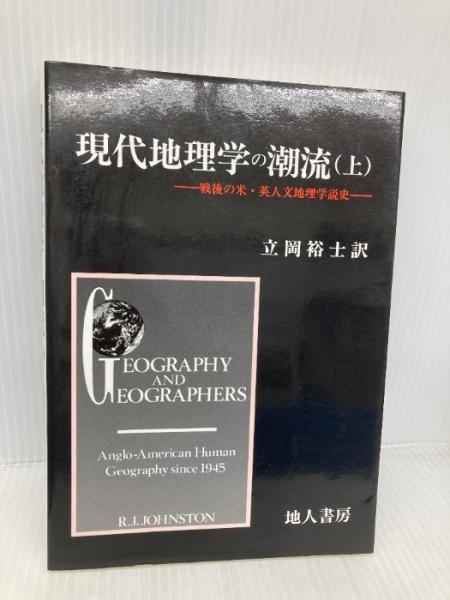 現代地理学の潮流(上)
──戦後の米・英人文地理学説史──
立岡裕士訳
GEOGRAPHY
AND
GEOGRAPHERS
Anglo-American Human
Geography since 1945
R.J. JOHNSTON
地人書房